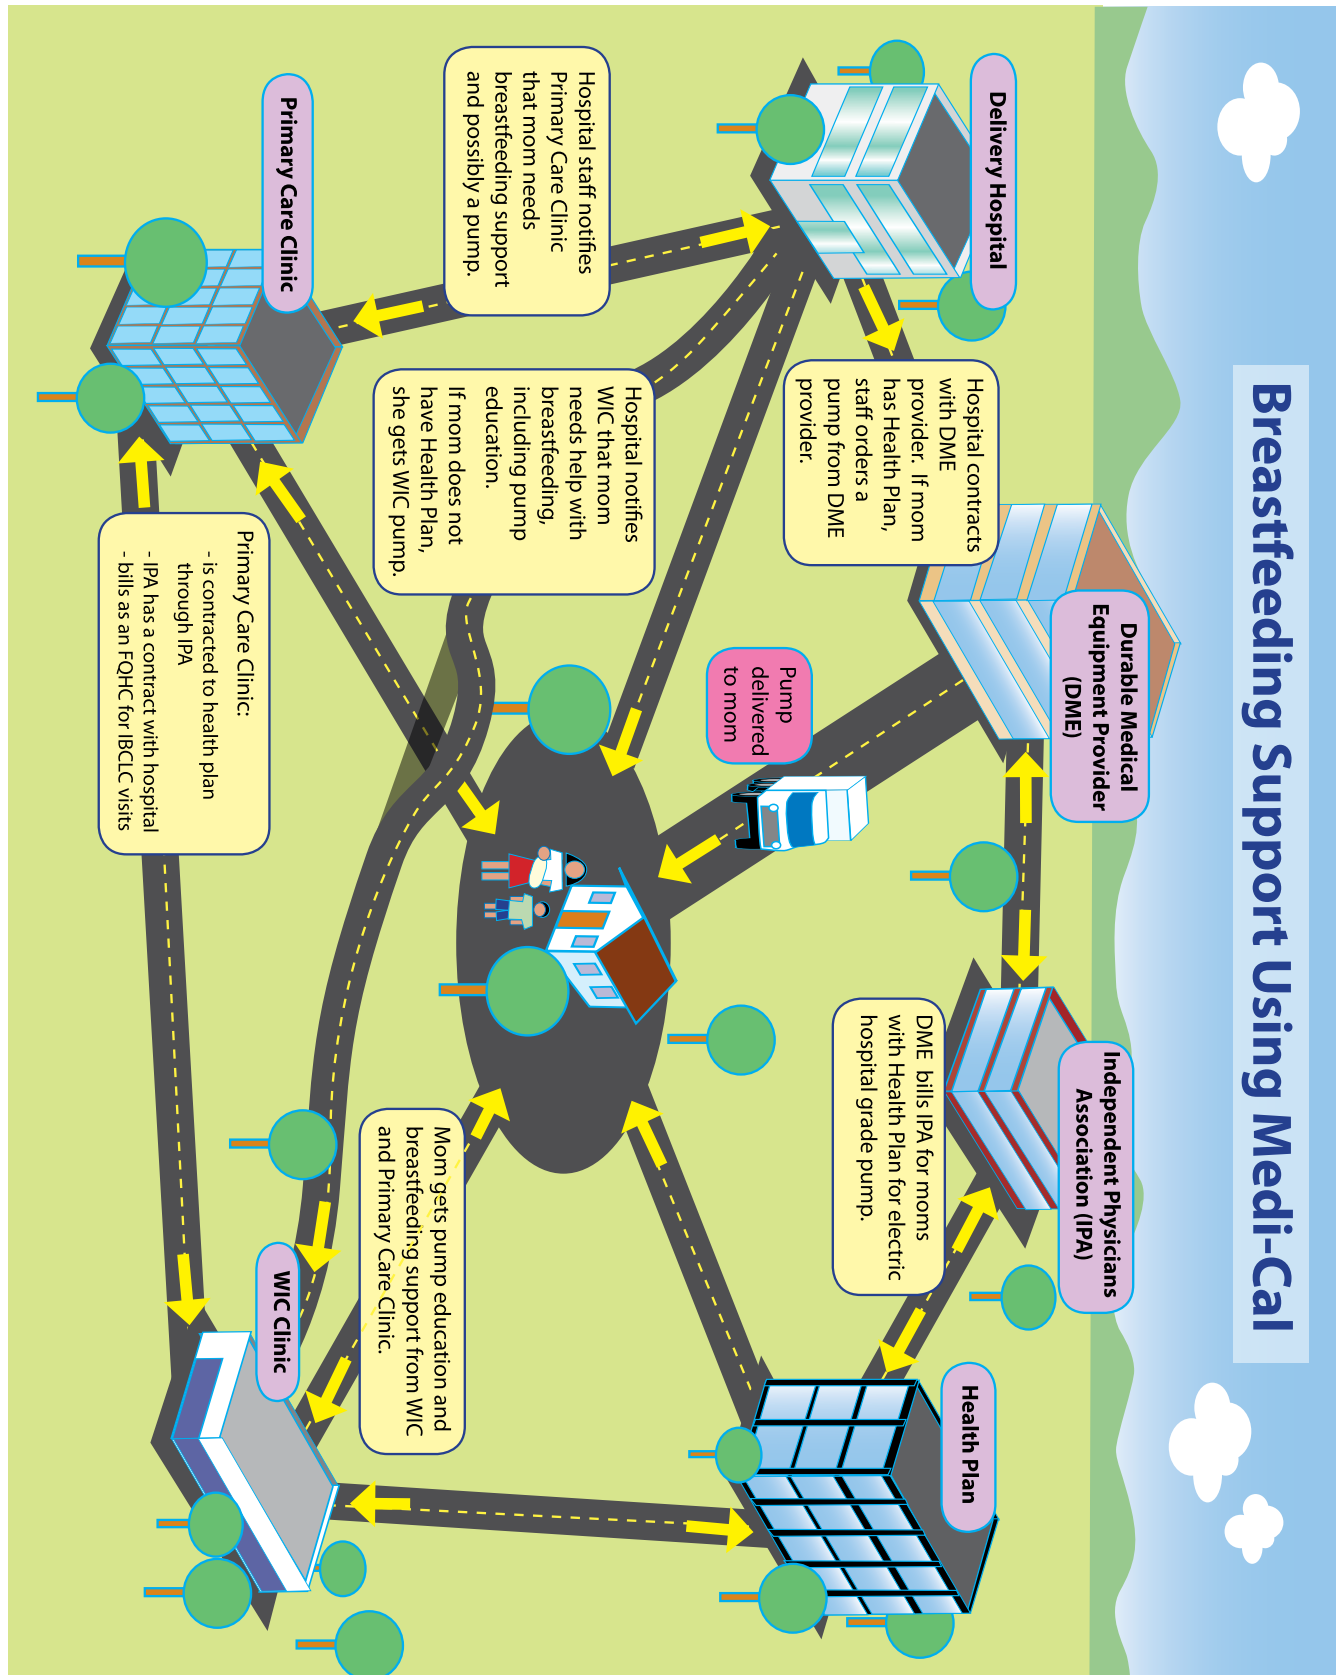 Breastfeeding Support Using Medi-Cal
Delivery Hospital
Hospital contracts
with DME
provider. If mom
has Health Plan,
staff orders a
pump from DME
provider.
Durable Medical
Equipment Provider
(DME)
Independent Physicians
Association (IPA)
Health Plan
Pump
delivered
to mom
DME bills IPA for moms
with Health Plan for electric
hospital grade pump.
Hospital staff notifies
Primary Care Clinic
that mom needs
breastfeeding support
and possibly a pump.
Hospital notifies
WIC that mom
needs help with
breastfeeding,
including pump
education.
If mom does not
have Health Plan,
she gets WIC pump.
Mom gets pump education and
breastfeeding support from WIC
and Primary Care Clinic.
Primary Care Clinic
Primary Care Clinic:
- is contracted to health plan
through IPA
- IPA has a contract with hospital
- bills as an FQHC for IBCLC visits
WIC Clinic